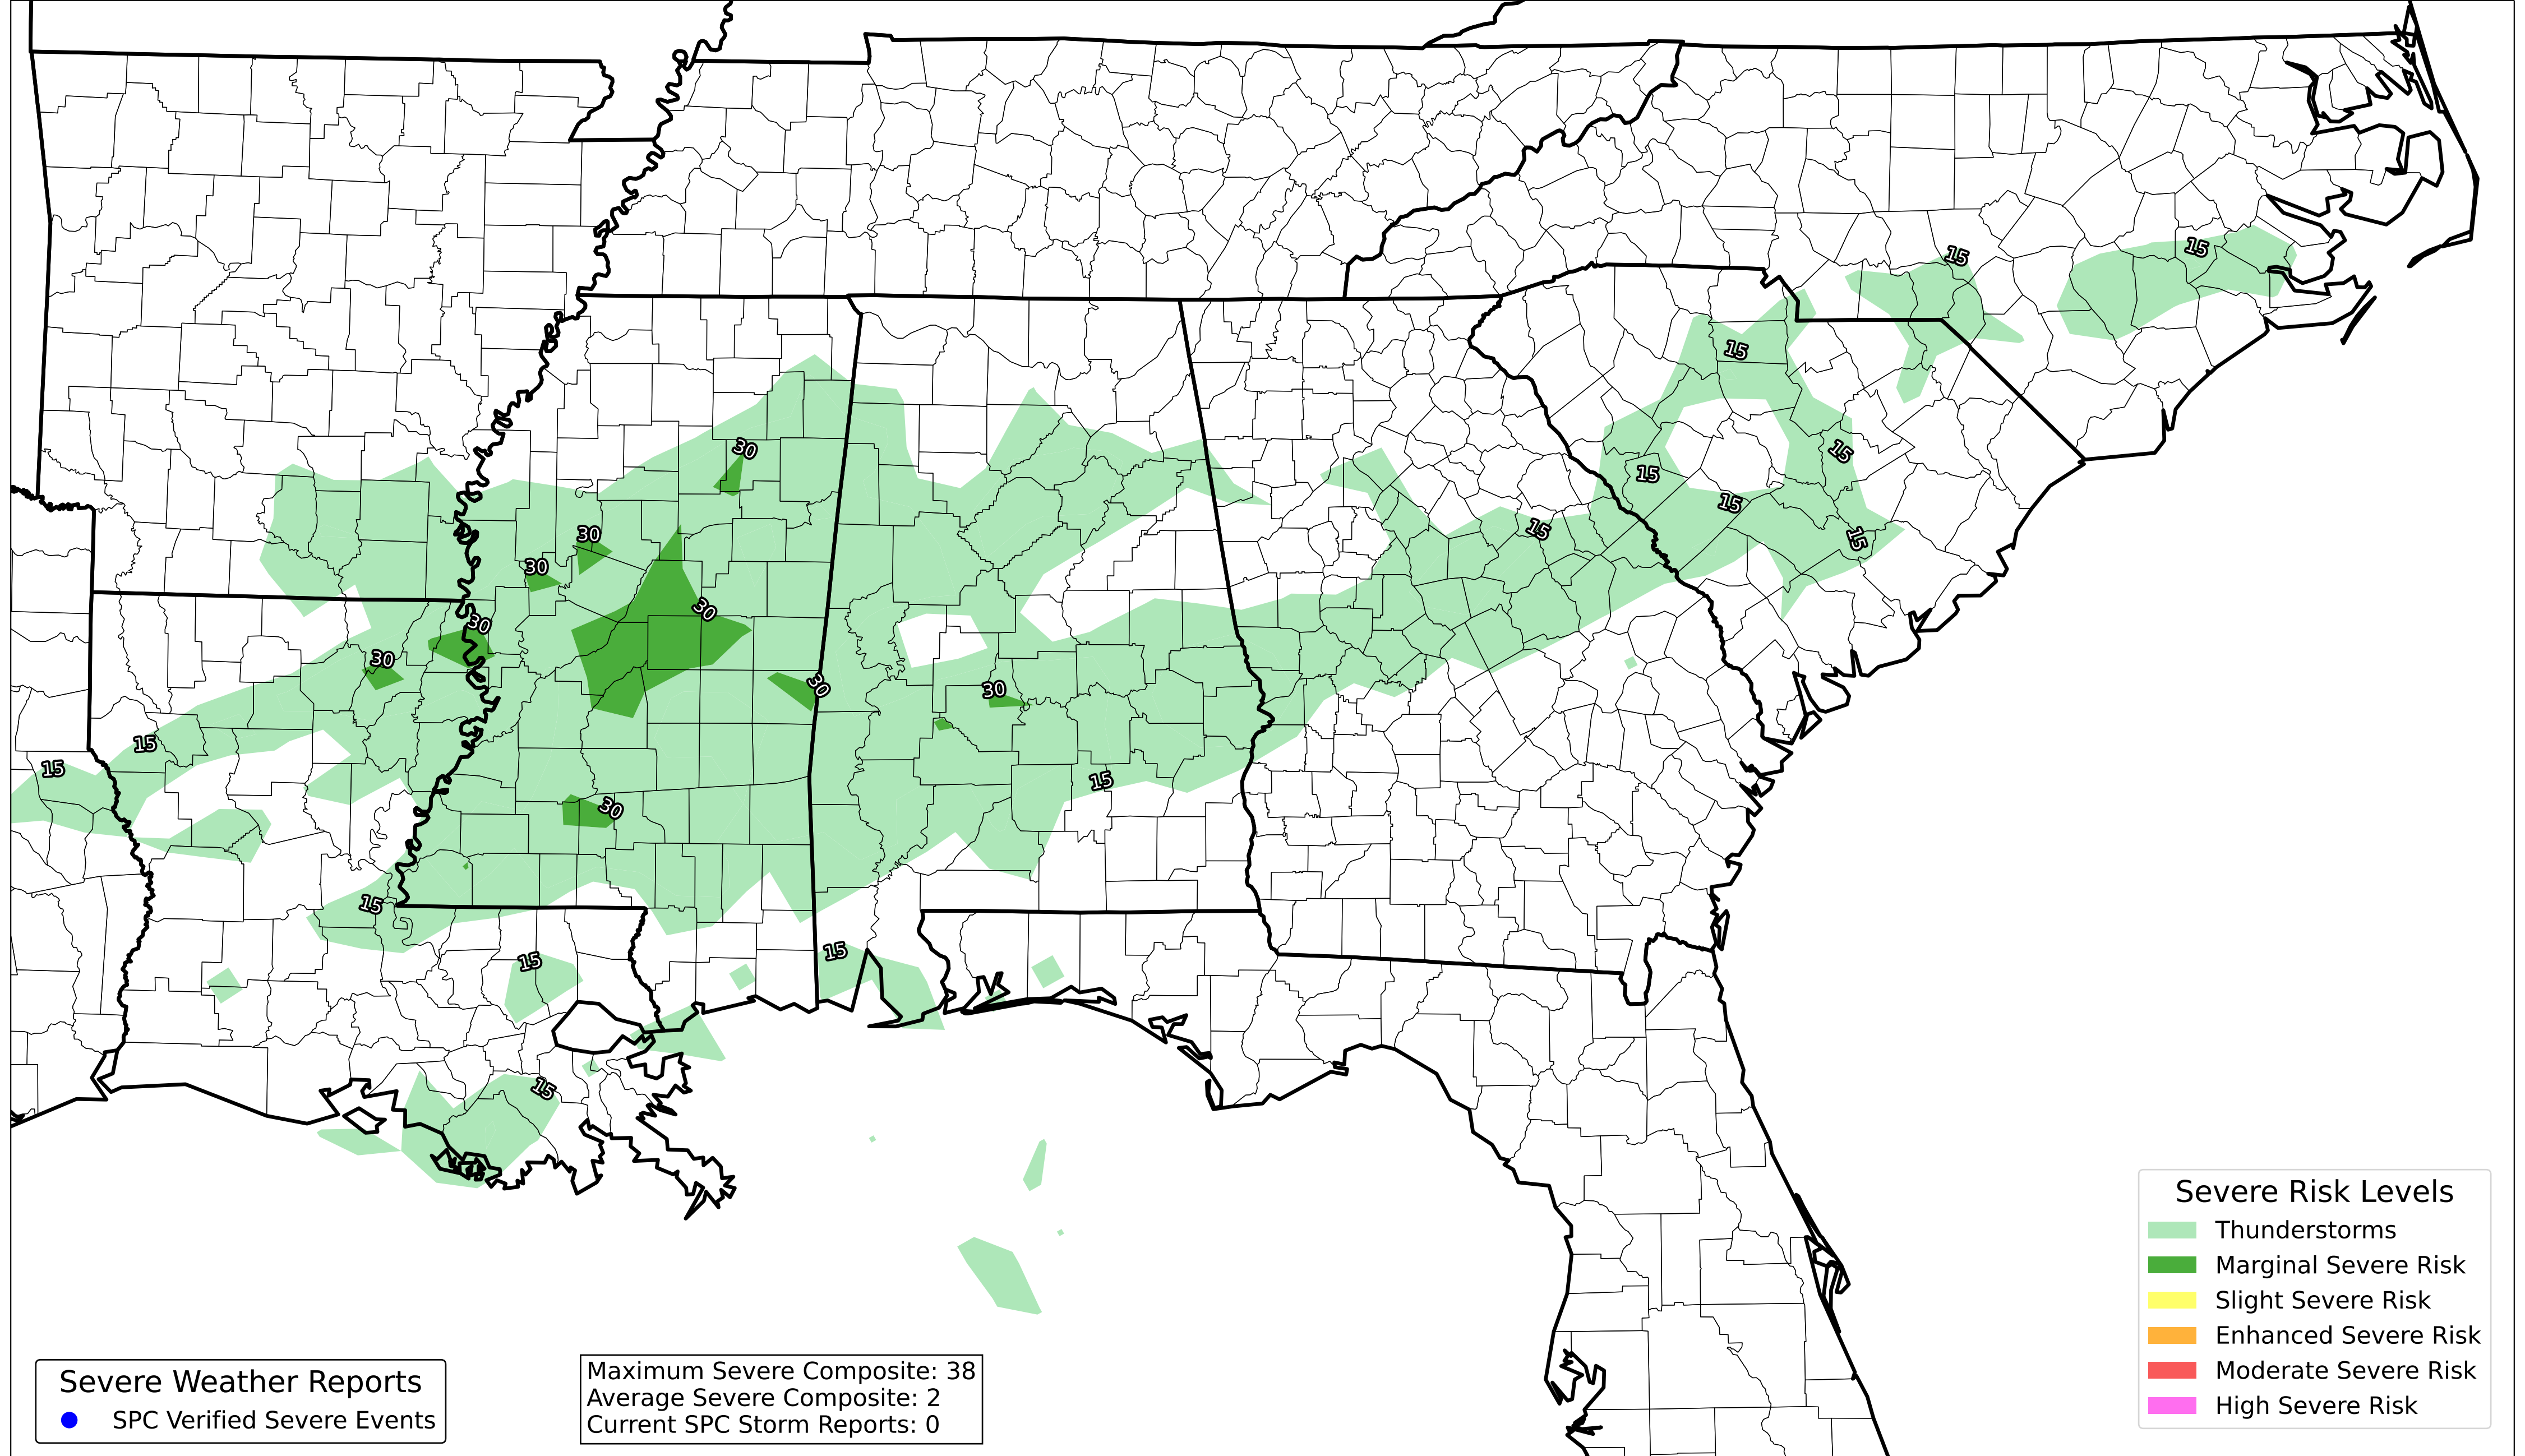 15
15
15
30
15
15
30
15
15
30
15
30
30
30
30
30
30
15
15
15
30
15
15
15
15
Severe Risk Levels
Thunderstorms
Marginal Severe Risk
Slight Severe Risk
Enhanced Severe Risk
Moderate Severe Risk
High Severe Risk
Severe Weather Reports
SPC Verified Severe Events
Maximum Severe Composite: 38
Average Severe Composite: 2
Current SPC Storm Reports: 0